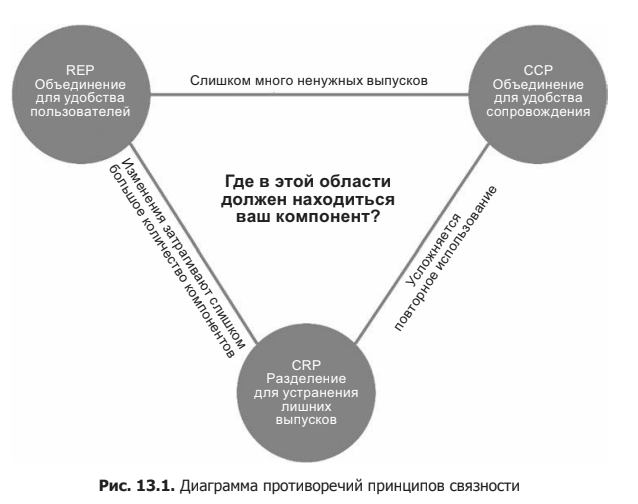 REP
Объединение
для удобства
пользователей
Слишком много ненужных выпусков
CCP
Объединение
для удобства
сопровождения
Где в этой области
должен находиться
ваш компонент?
Изменения затрагивают слишком
большое количество компонентов
Усложняется
повторное использование
CRP
Разделение
для устранения
лишних
выпусков
Рис. 13.1. Диаграмма противоречий принципов связности